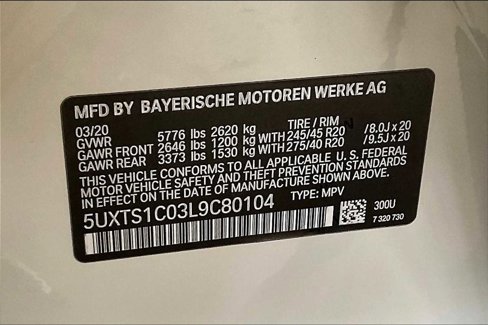 MFD BY BAYERISCHE MOTOREN WERKE AG
03/20 TIRE / RIM
GVWR 5776 lbs 2620 kg
GAWR FRONT 2646 lbs 1200 kg WITH 245/45 R20 /8.0J x 20
GAWR REAR 3373 lbs 1530 kg WITH 275/40 R20 /9.5J x 20
THIS VEHICLE CONFORMS TO ALL APPLICABLE U. S. FEDERAL
MOTOR VEHICLE SAFETY AND THEFT PREVENTION STANDARDS
IN EFFECT ON THE DATE OF MANUFACTURE SHOWN ABOVE.
5UXTS1C03L9C80104 TYPE: MPV
300U
7 320 730